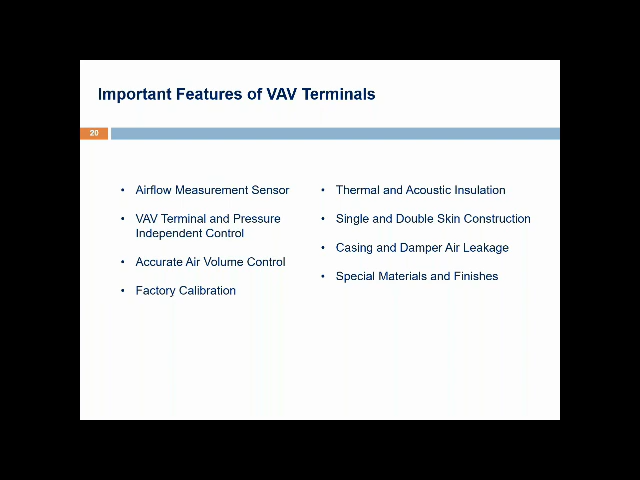 Important Features of VAV Terminals
20
• Airflow Measurement Sensor
• VAV Terminal and Pressure
Independent Control
• Accurate Air Volume Control
• Factory Calibration
• Thermal and Acoustic Insulation
• Single and Double Skin Construction
• Casing and Damper Air Leakage
• Special Materials and Finishes